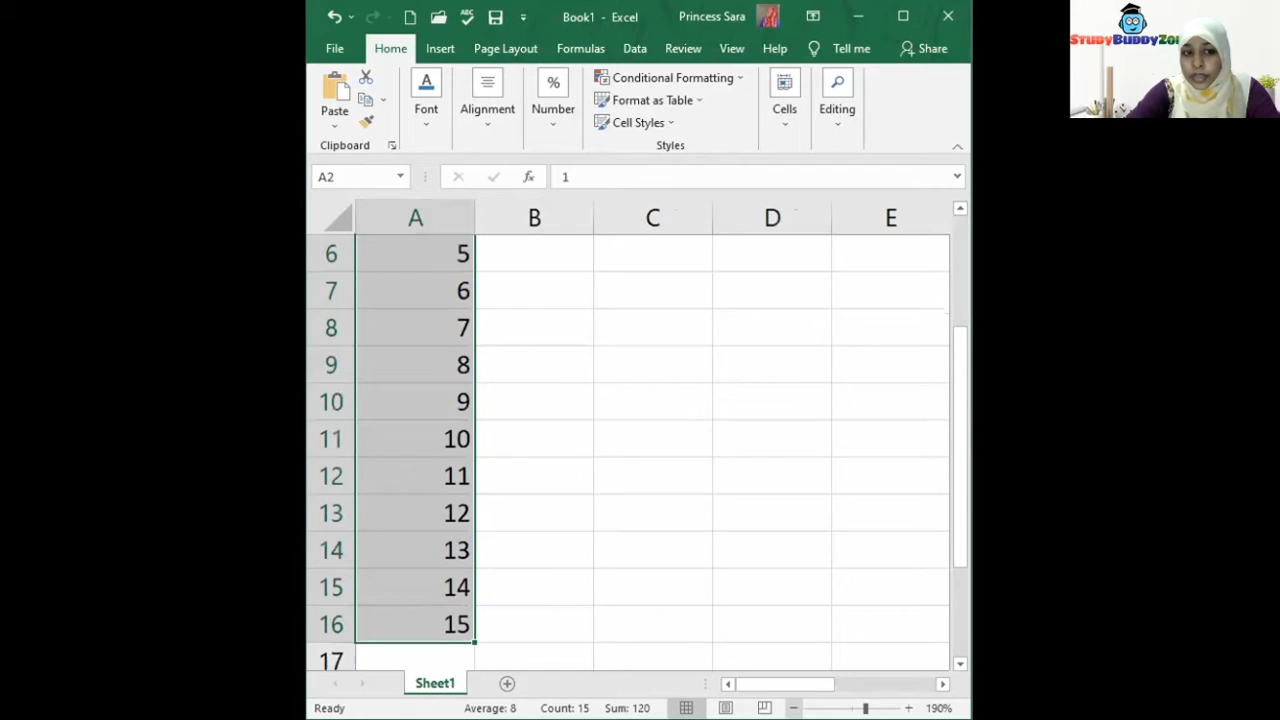 Book1 - Excel
Princess Sara
File Home Insert Page Layout Formulas Data Review View Help Tell me Share
Paste
Font
Alignment
%
Number
Conditional Formatting
Format as Table
Cell Styles
Cells
Editing
Clipboard
Styles
A2
fx
1
A B C D E
6 5
7 6
8 7
9 8
10 9
11 10
12 11
13 12
14 13
15 14
16 15
17
Sheet1
Ready Average: 8 Count: 15 Sum: 120 190%
ABC
A